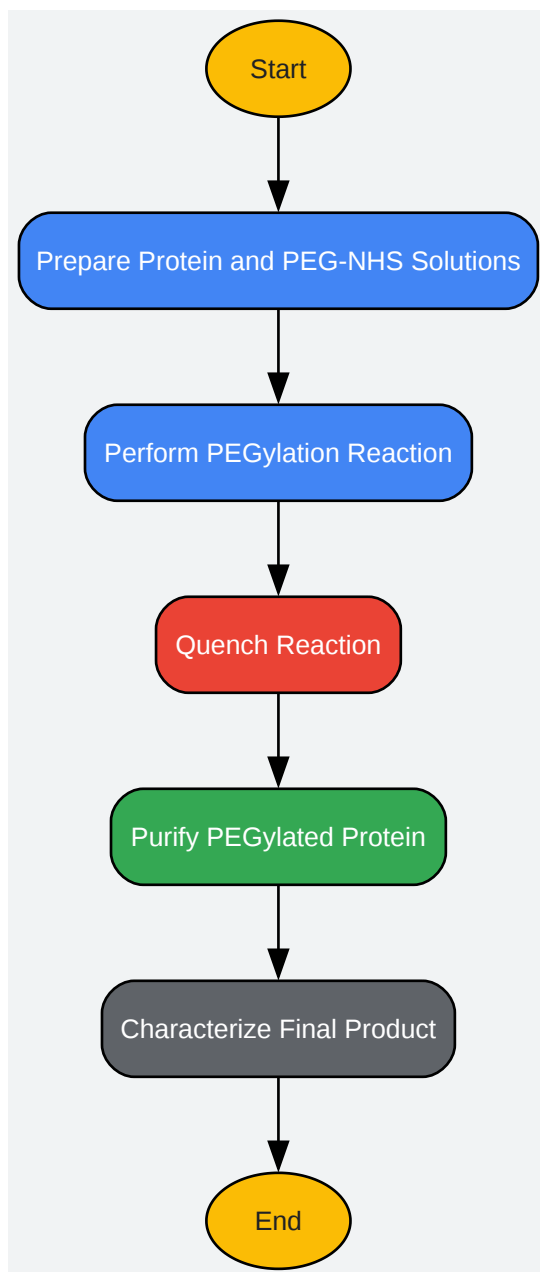 Start
Prepare Protein and PEG-NHS Solutions
Perform PEGylation Reaction
Quench Reaction
Purify PEGylated Protein
Characterize Final Product
End